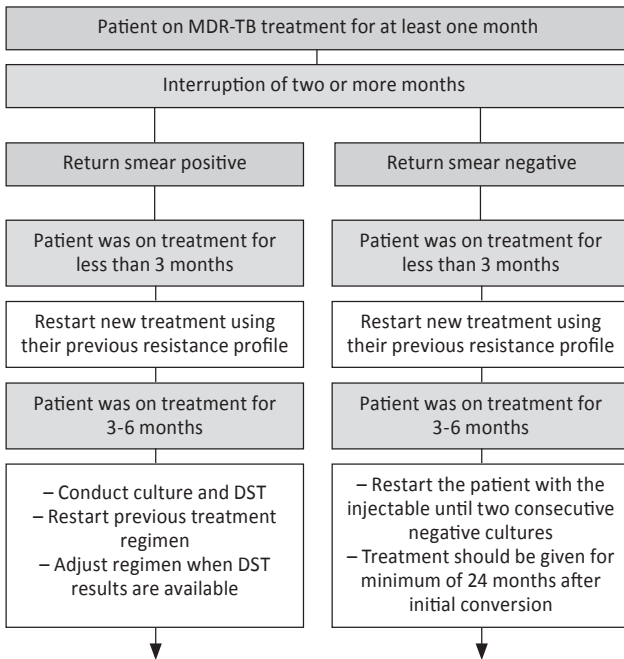 Patient on MDR-TB treatment for at least one month
Interruption of two or more months
Return smear positive
Return smear negative
Patient was on treatment for
less than 3 months
Patient was on treatment for
less than 3 months
Restart new treatment using
their previous resistance profile
Restart new treatment using
their previous resistance profile
Patient was on treatment for
3-6 months
Patient was on treatment for
3-6 months
– Conduct culture and DST
– Restart previous treatment
regimen
– Adjust regimen when DST
results are available
– Restart the patient with the
injectable until two consecutive
negative cultures
– Treatment should be given for
minimum of 24 months after
initial conversion